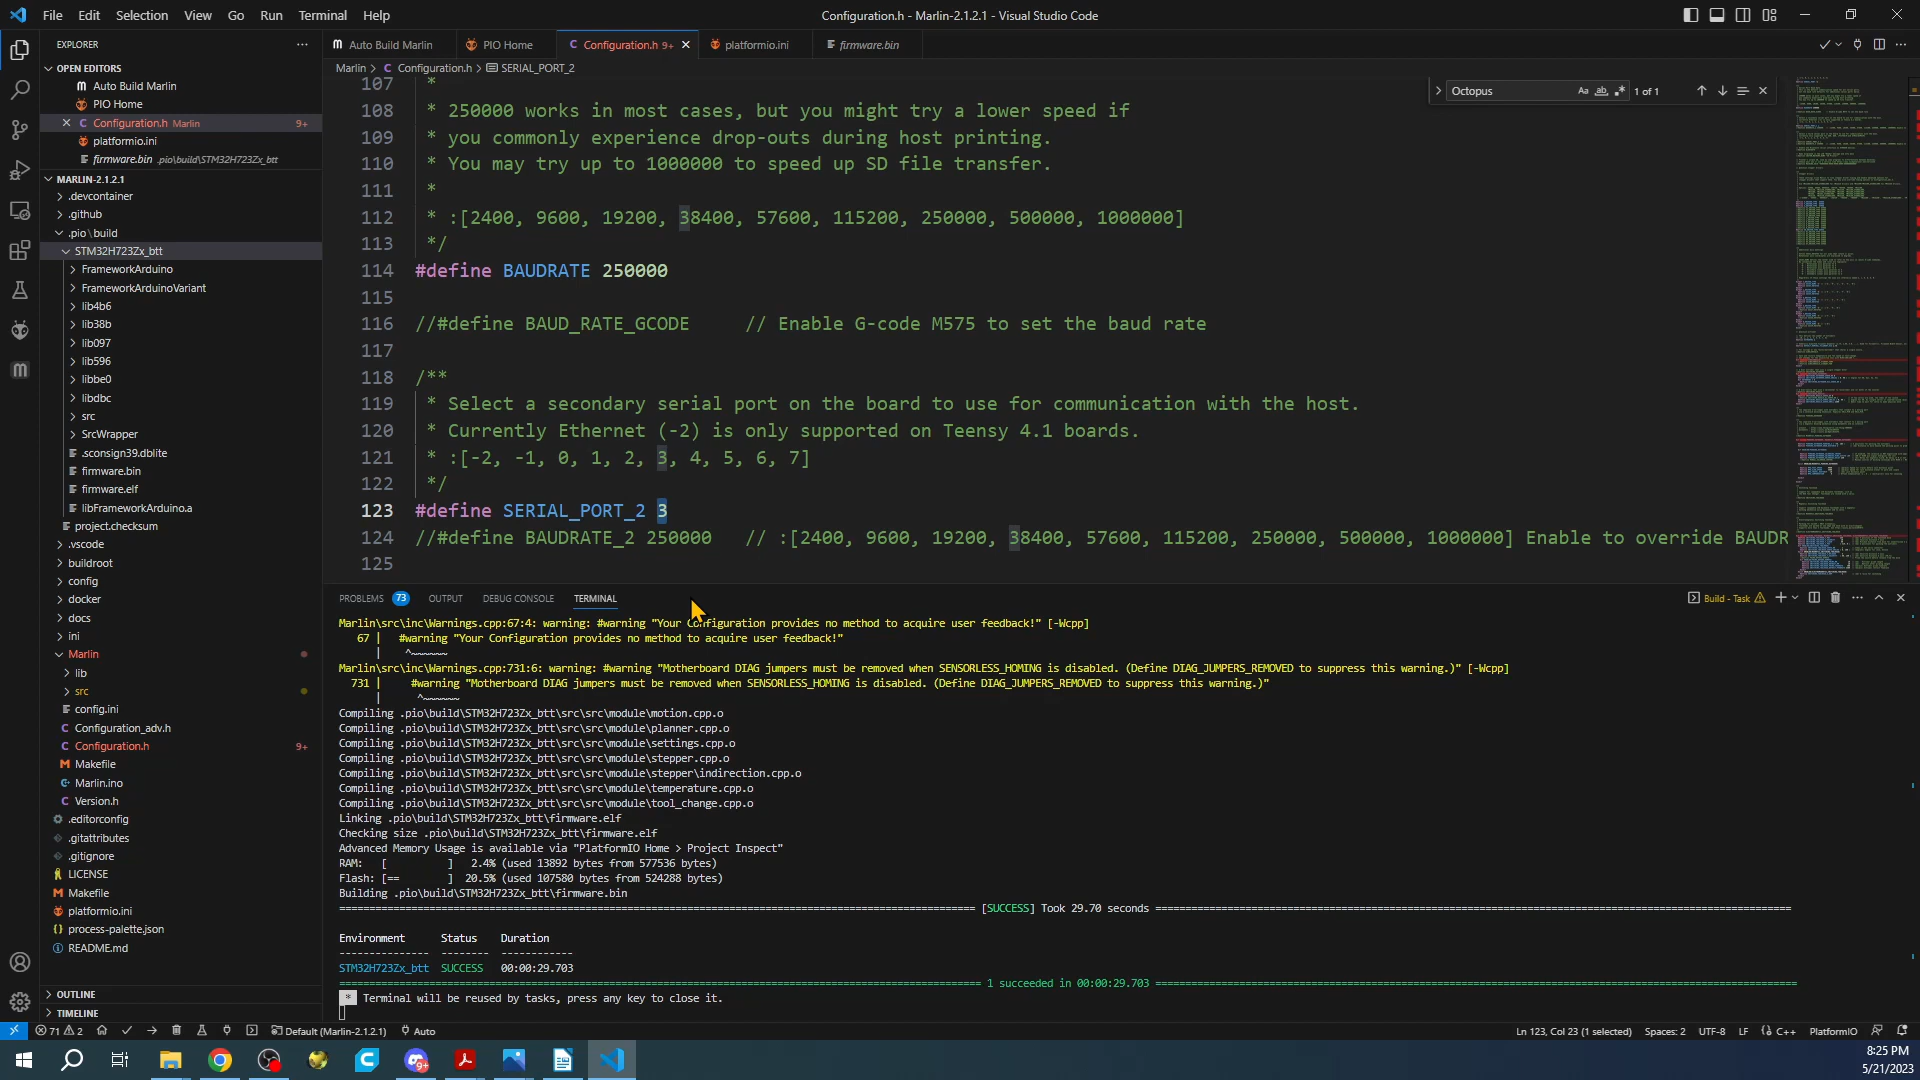 File Edit Selection View Go Run Terminal Help
Configuration.h - Marlin-2.1.2.1 - Visual Studio Code
EXPLORER
OPEN EDITORS
Auto Build Marlin
PIO Home
Configuration.h Marlin 9+
platformio.ini
firmware.bin .pio\build\STM32H723Zx_btt
MARLIN-2.1.2.1
.devcontainer
.github
.pio\build
STM32H723Zx_btt
FrameworkArduino
FrameworkArduinoVariant
lib4b6
lib38b
lib097
lib596
libbe0
libdbc
src
SrcWrapper
.sconsign39.dblite
firmware.bin
firmware.elf
libFrameworkArduino.a
project.checksum
.vscode
buildroot
config
docker
docs
ini
Marlin
lib
src
config.ini
Configuration_adv.h
Configuration.h 9+
Makefile
Marlin.ino
Version.h
.editorconfig
.gitattributes
.gitignore
LICENSE
Makefile
platformio.ini
process-palette.json
README.md
OUTLINE
TIMELINE
Auto Build Marlin PIO Home Configuration.h 9+ platformio.ini firmware.bin
Marlin > Configuration.h > SERIAL_PORT_2
Octopus Aa ab 1 of 1
107 *
108 * 250000 works in most cases, but you might try a lower speed if
109 * you commonly experience drop-outs during host printing.
110 * You may try up to 1000000 to speed up SD file transfer.
111 *
112 * :[2400, 9600, 19200, 38400, 57600, 115200, 250000, 500000, 1000000]
113 */
114 #define BAUDRATE 250000
115
116 //#define BAUD_RATE_GCODE // Enable G-code M575 to set the baud rate
117
118 /**
119 * Select a secondary serial port on the board to use for communication with the host.
120 * Currently Ethernet (-2) is only supported on Teensy 4.1 boards.
121 * :[-2, -1, 0, 1, 2, 3, 4, 5, 6, 7]
122 */
123 #define SERIAL_PORT_2 3
124 //#define BAUDRATE_2 250000 // :[2400, 9600, 19200, 38400, 57600, 115200, 250000, 500000, 1000000] Enable to override BAUDR
125
PROBLEMS 73 OUTPUT DEBUG CONSOLE TERMINAL
Build - Task
Marlin\src\inc\Warnings.cpp:67:4: warning: #warning "Your Configuration provides no method to acquire user feedback!" [-Wcpp]
67 | #warning "Your Configuration provides no method to acquire user feedback!"
| ^~~~~~~
Marlin\src\inc\Warnings.cpp:731:6: warning: #warning "Motherboard DIAG jumpers must be removed when SENSORLESS_HOMING is disabled. (Define DIAG_JUMPERS_REMOVED to suppress this warning.)" [-Wcpp]
731 | #warning "Motherboard DIAG jumpers must be removed when SENSORLESS_HOMING is disabled. (Define DIAG_JUMPERS_REMOVED to suppress this warning.)"
| ^~~~~~~
Compiling .pio\build\STM32H723Zx_btt\src\src\module\motion.cpp.o
Compiling .pio\build\STM32H723Zx_btt\src\src\module\planner.cpp.o
Compiling .pio\build\STM32H723Zx_btt\src\src\module\settings.cpp.o
Compiling .pio\build\STM32H723Zx_btt\src\src\module\stepper.cpp.o
Compiling .pio\build\STM32H723Zx_btt\src\src\module\stepper\indirection.cpp.o
Compiling .pio\build\STM32H723Zx_btt\src\src\module\temperature.cpp.o
Compiling .pio\build\STM32H723Zx_btt\src\src\module\tool_change.cpp.o
Linking .pio\build\STM32H723Zx_btt\firmware.elf
Checking size .pio\build\STM32H723Zx_btt\firmware.elf
Advanced Memory Usage is available via "PlatformIO Home > Project Inspect"
RAM: [ ] 2.4% (used 13892 bytes from 577536 bytes)
Flash: [== ] 20.5% (used 107580 bytes from 524288 bytes)
Building .pio\build\STM32H723Zx_btt\firmware.bin
[SUCCESS] Took 29.70 seconds
Environment Status Duration
STM32H723Zx_btt SUCCESS 00:00:29.703
1 succeeded in 00:00:29.703
* Terminal will be reused by tasks, press any key to close it.
71 2 Default (Marlin-2.1.2.1) Auto
Ln 123, Col 23 (1 selected) Spaces: 2 UTF-8 LF {} C++ PlatformIO
8:25 PM
5/21/2023